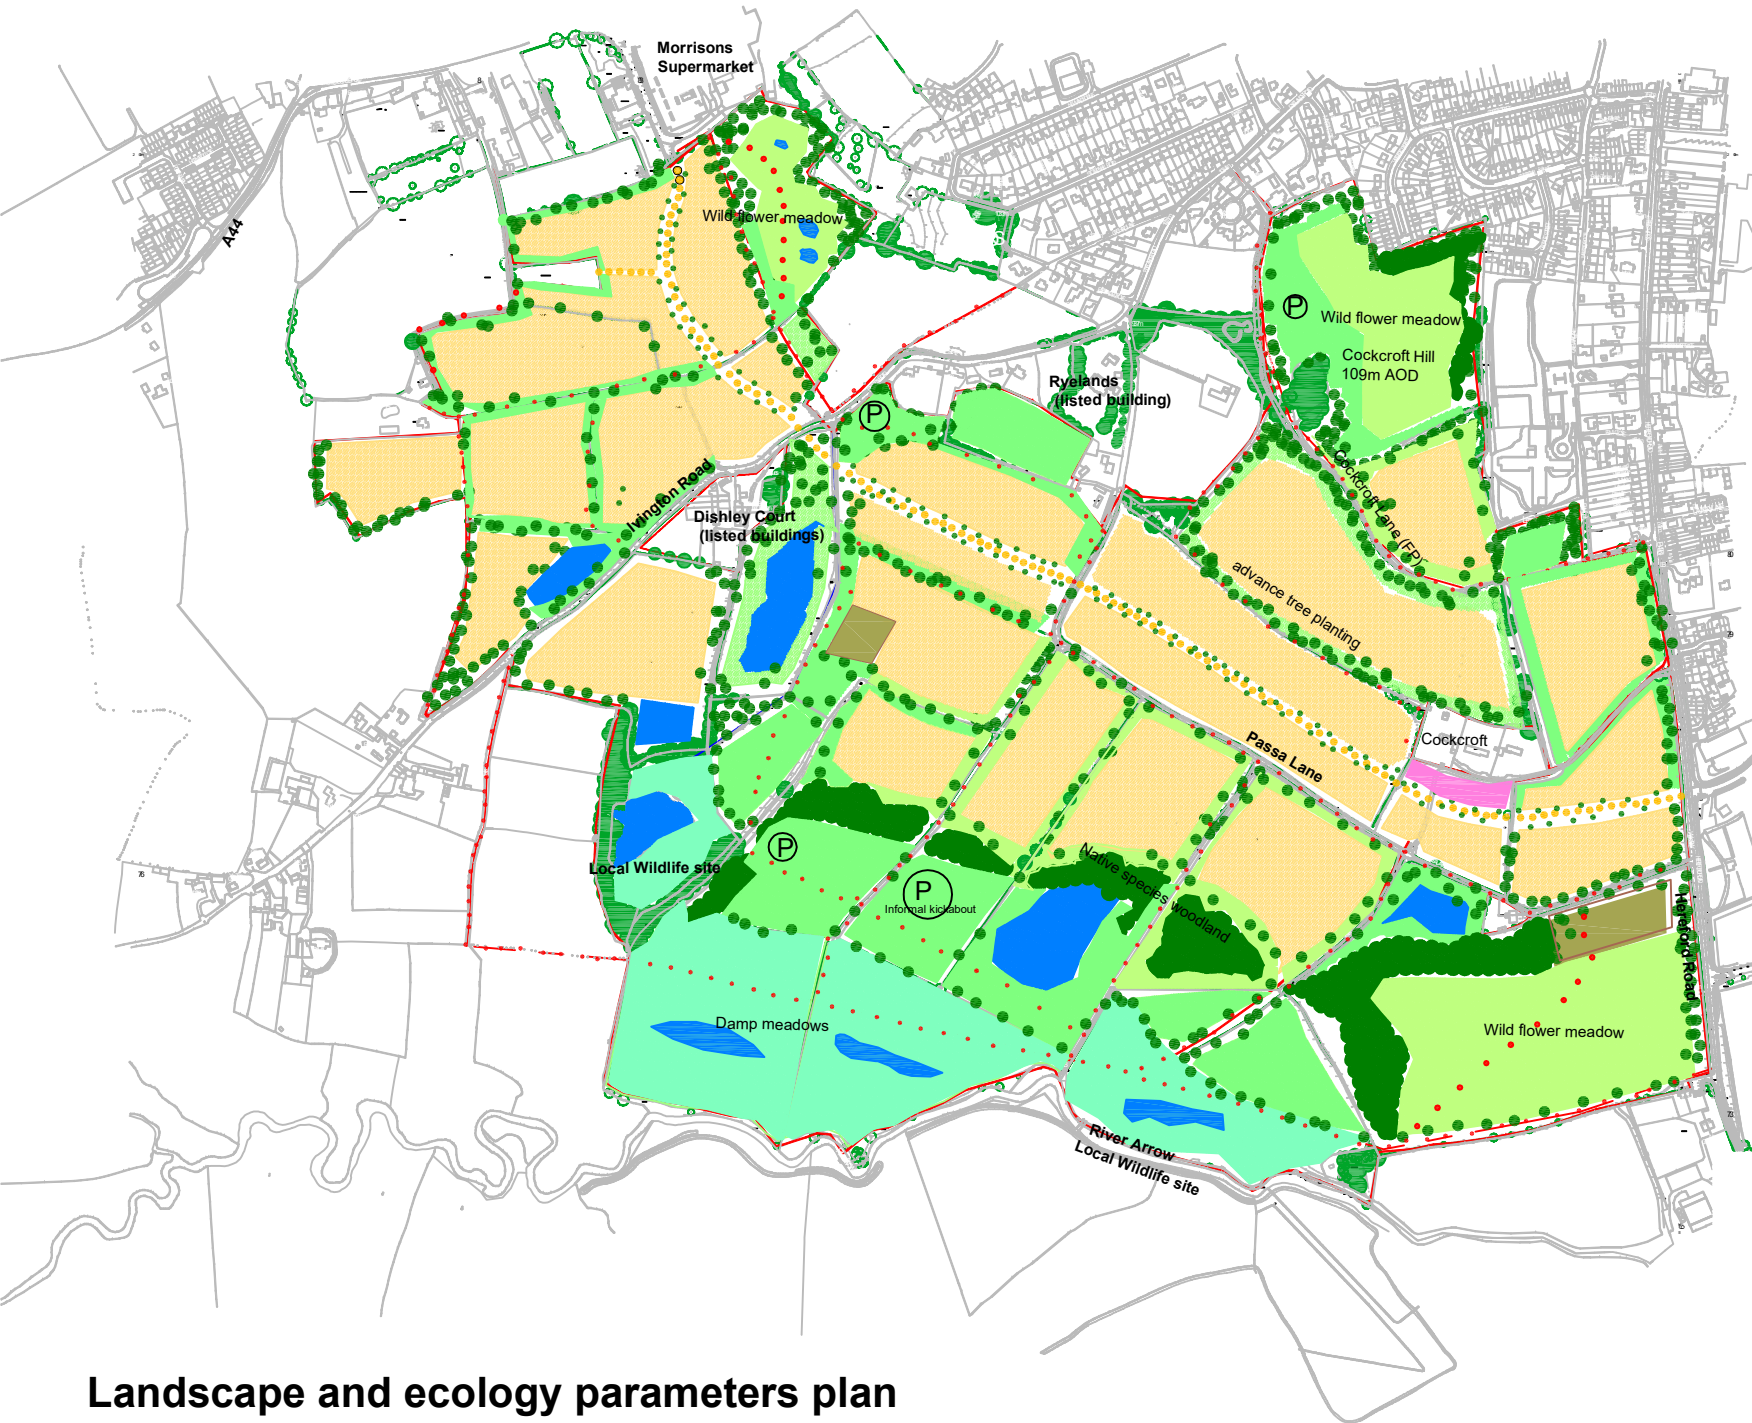 Morrisons
Supermarket
A44
Wild flower meadow
P
Wild flower meadow
Cockcroft Hill
109m AOD
Ryelands
(listed building)
P
Cockcroft Lane (FP)
Ivington Road
Dishley Court
(listed buildings)
advance tree planting
Passa Lane
Cockcroft
P
Local Wildlife site
Native species woodland
P
Informal kickabout
Hereford Road
Damp meadows
Wild flower meadow
River Arrow
Local Wildlife site
Landscape and ecology parameters plan